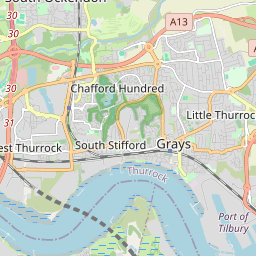 South Ockendon
A13
Chafford Hundred
30
30
31
Little Thurrock
West Thurrock
South Stifford
Grays
Thurrock
Port of
Tilbury